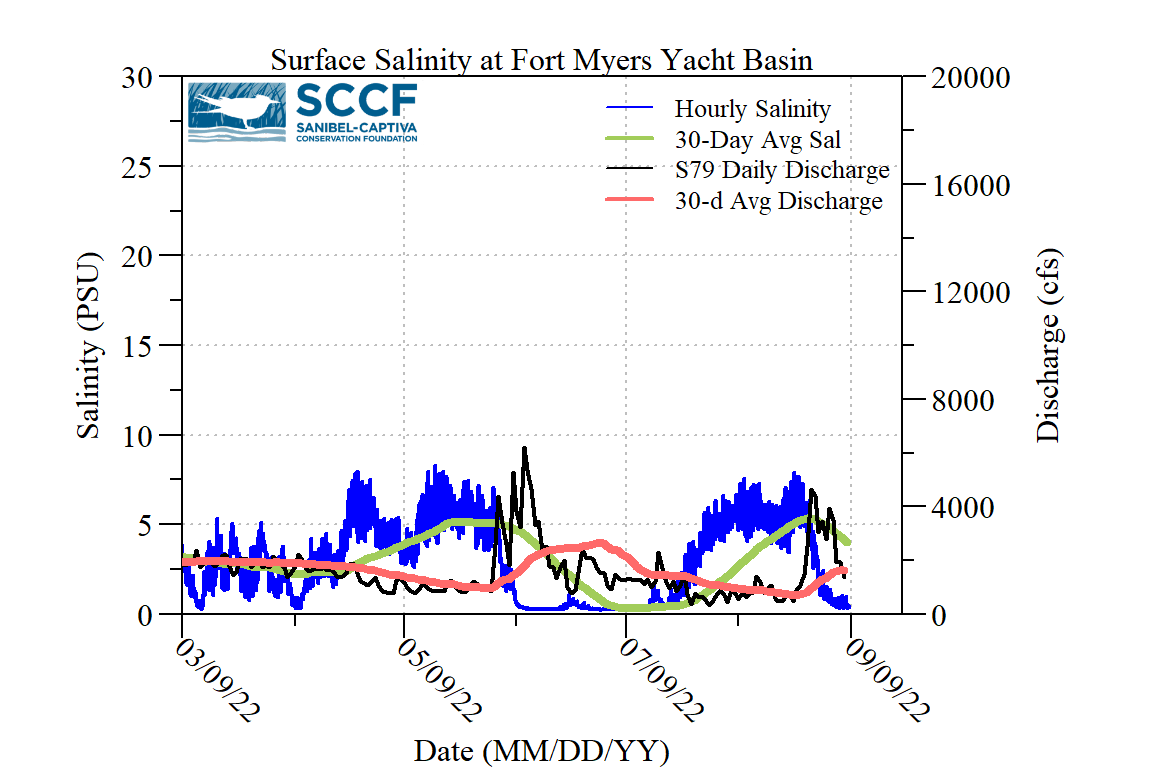 Surface Salinity at Fort Myers Yacht Basin
SCCF
SANIBEL-CAPTIVA
CONSERVATION FOUNDATION
Hourly Salinity
30-Day Avg Sal
S79 Daily Discharge
30-d Avg Discharge
30
25
20
15
10
5
0
Salinity (PSU)
20000
16000
12000
8000
4000
0
Discharge (cfs)
03/09/22
05/09/22
07/09/22
09/09/22
Date (MM/DD/YY)